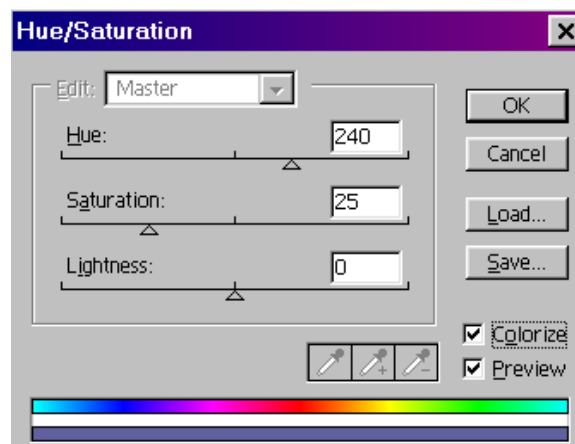 Hue/Saturation
Edit: Master
Hue: 240
Saturation: 25
Lightness: 0
OK
Cancel
Load...
Save...
Colorize
Preview